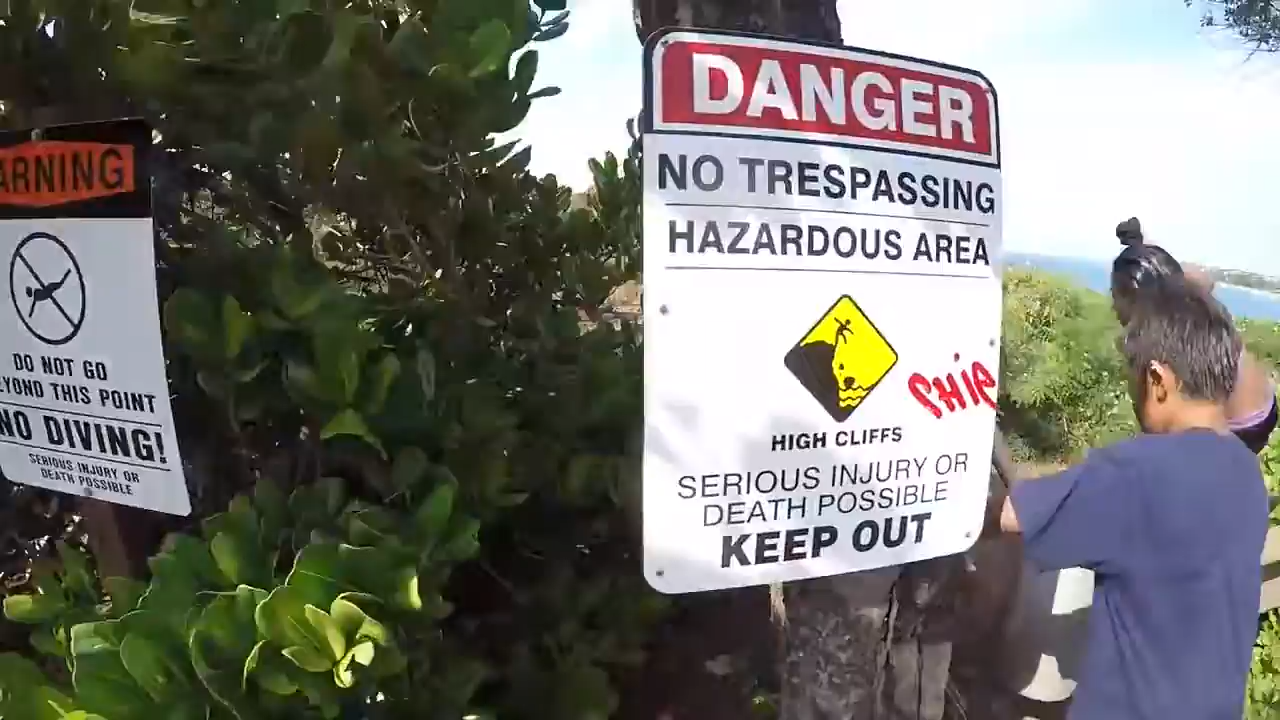 ARNING
DO NOT GO
EYOND THIS POINT
NO DIVING!
SERIOUS INJURY OR
DEATH POSSIBLE
DANGER
NO TRESPASSING
HAZARDOUS AREA
HIGH CLIFFS
SERIOUS INJURY OR
DEATH POSSIBLE
KEEP OUT